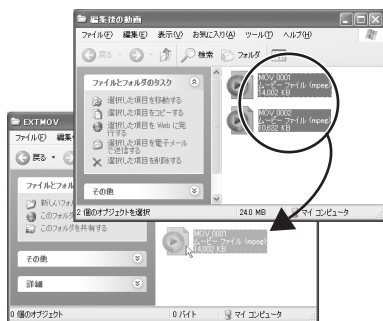 編集後の動画
ファイル(F) 編集(E) 表示(V) お気に入り(A) ツール(T) ヘルプ(H)
戻る
検索
フォルダ
ファイルとフォルダのタスク
選択した項目を移動する
選択した項目をコピーする
選択した項目を Web に発
行する
選択した項目を電子メール
で送信する
選択した項目を削除する
その他
MOV_0001
ムービー ファイル (mpeg)
14,002 KB
MOV_0002
ムービー ファイル (mpeg)
10,632 KB
2 個のオブジェクトを選択
24.0 MB
マイ コンピュータ
EXTMOV
ファイル(F) 編集
戻る
ファイルとフォル
新しいフォ
このフォル
このフォルダを共有する
その他
詳細
MOV_0001
ムービー ファイル (mpeg)
14,002 KB
0 個のオブジェクト
0 バイト
マイ コンピュータ